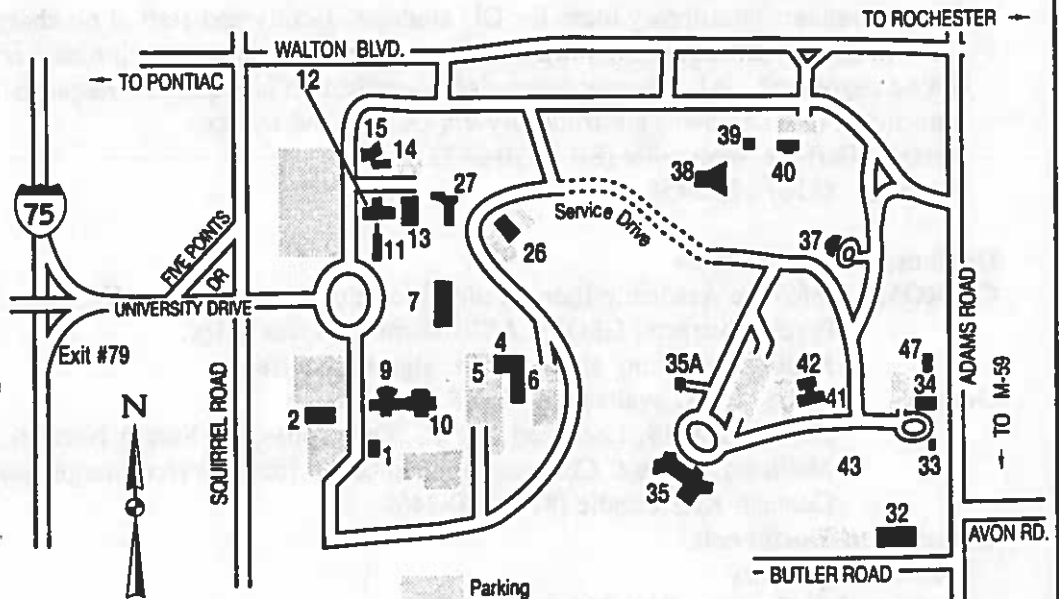 TO ROCHESTER →
WALTON BLVD.
← TO PONTIAC
12
15
14
39
40
38
27
75
FIVE POINTS
DR
Service Drive
37
13
26
11
UNIVERSITY DRIVE
7
Exit #79
SQUIRREL ROAD
ADAMS ROAD
TO M-59
→
4
5
6
35A
42
41
47
34
9
2
10
1
N
43
33
35
32
AVON RD.
BUTLER ROAD
Parking